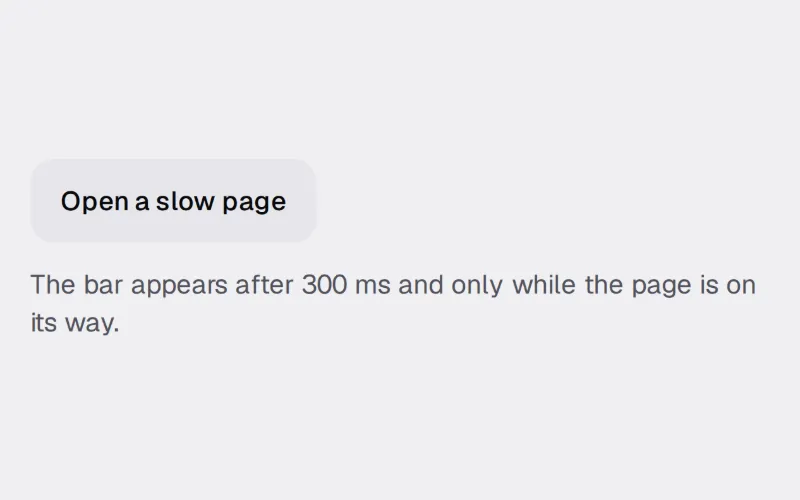 Open a slow page
The bar appears after 300 ms and only while the page is on
its way.